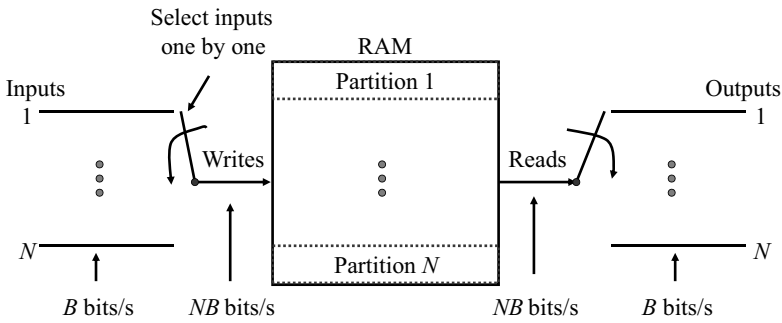 Select inputs
one by one
RAM
Partition 1
Inputs
Outputs
1
1
Writes
Reads
N
N
Partition N
B bits/s
NB bits/s
NB bits/s
B bits/s